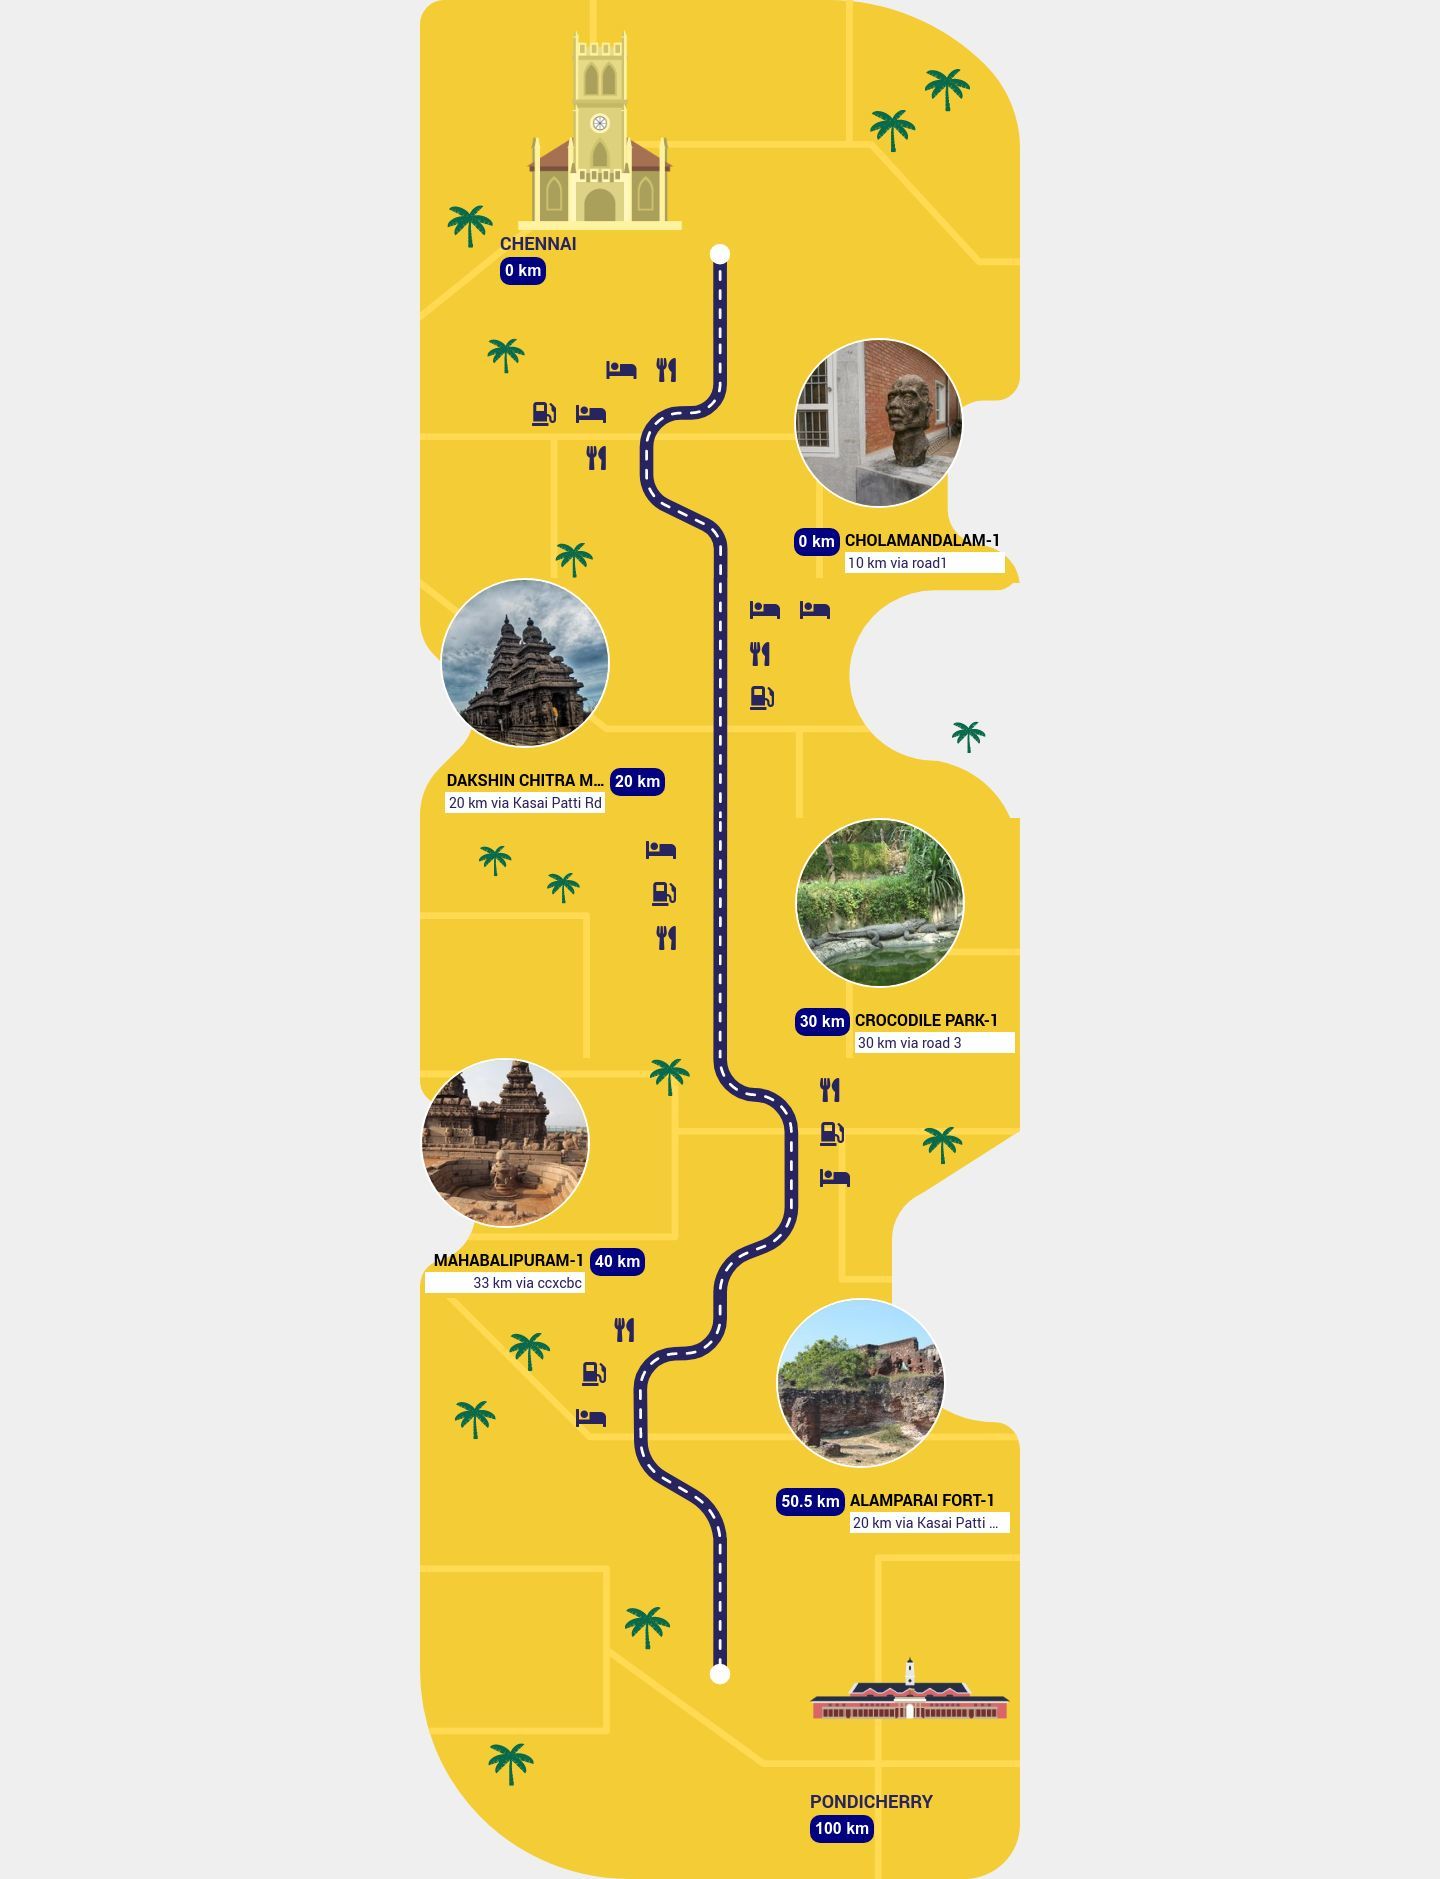 CHENNAI
0 km
0 km
CHOLAMANDALAM-1
10 km via road1
DAKSHIN CHITRA M...
20 km
20 km via Kasai Patti Rd
30 km
CROCODILE PARK-1
30 km via road 3
MAHABALIPURAM-1
40 km
33 km via ccxcbc
50.5 km
ALAMPARAI FORT-1
20 km via Kasai Patti ...
PONDICHERRY
100 km